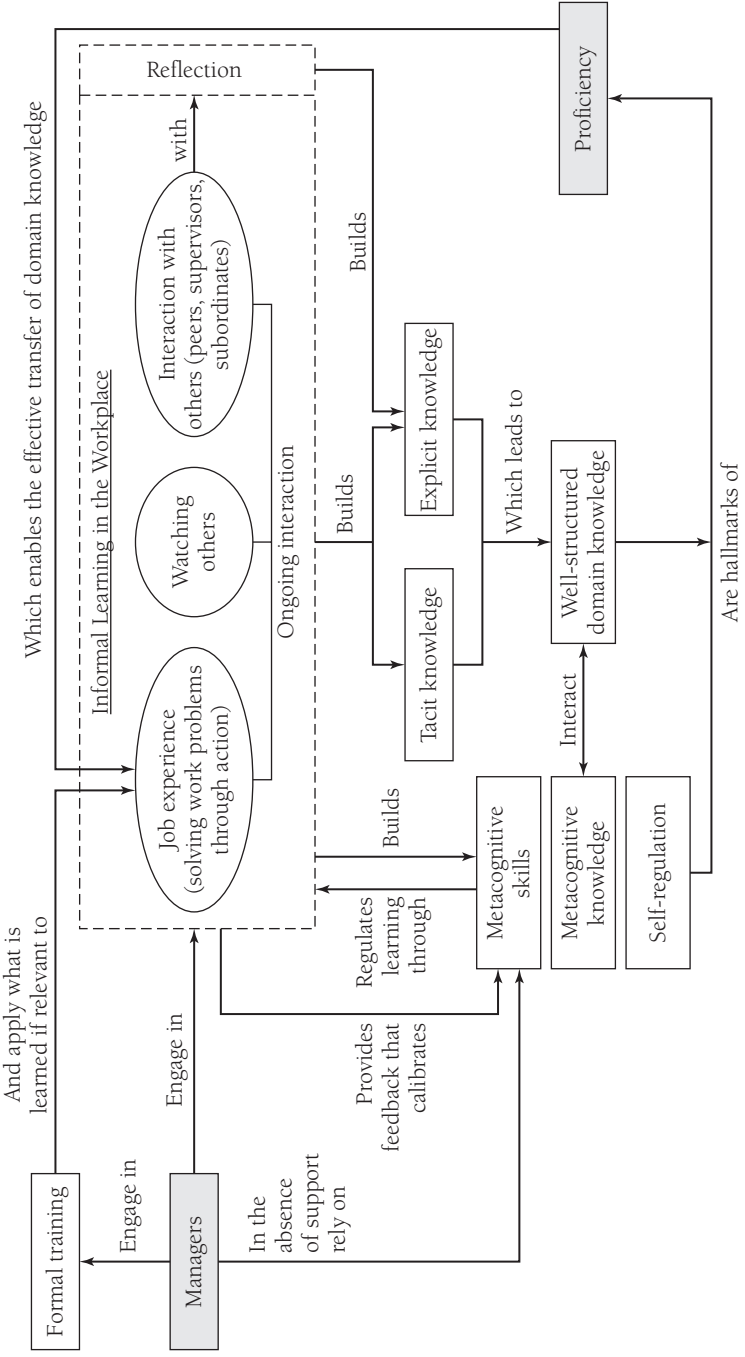 Which enables the effective transfer of domain knowledge
And apply what is
learned if relevant to
Formal training
Engage in
Managers
Engage in
In the
absence
of support
rely on
Informal Learning in the Workplace
Job experience
(solving work problems
through action)
Watching
others
Interaction with
others (peers, supervisors,
subordinates)
with
Reflection
Ongoing interaction
Provides
feedback that
calibrates
Regulates
learning
through
Builds
Builds
Builds
Tacit knowledge
Explicit knowledge
Which leads to
Metacognitive
skills
Metacognitive
knowledge
Self-regulation
Interact
Well-structured
domain knowledge
Proficiency
Are hallmarks of